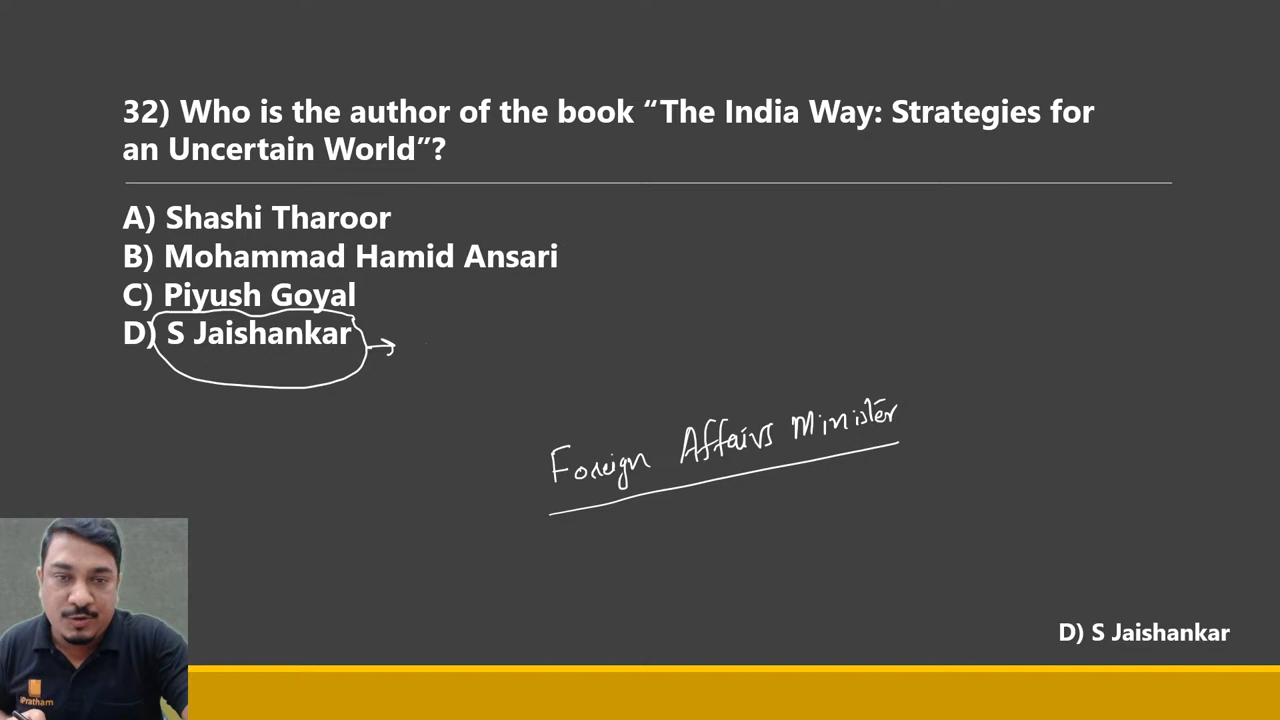 32) Who is the author of the book “The India Way: Strategies for
an Uncertain World”?
A) Shashi Tharoor
B) Mohammad Hamid Ansari
C) Piyush Goyal
D) S Jaishankar
Foreign Affairs Minister
D) S Jaishankar
Pratham